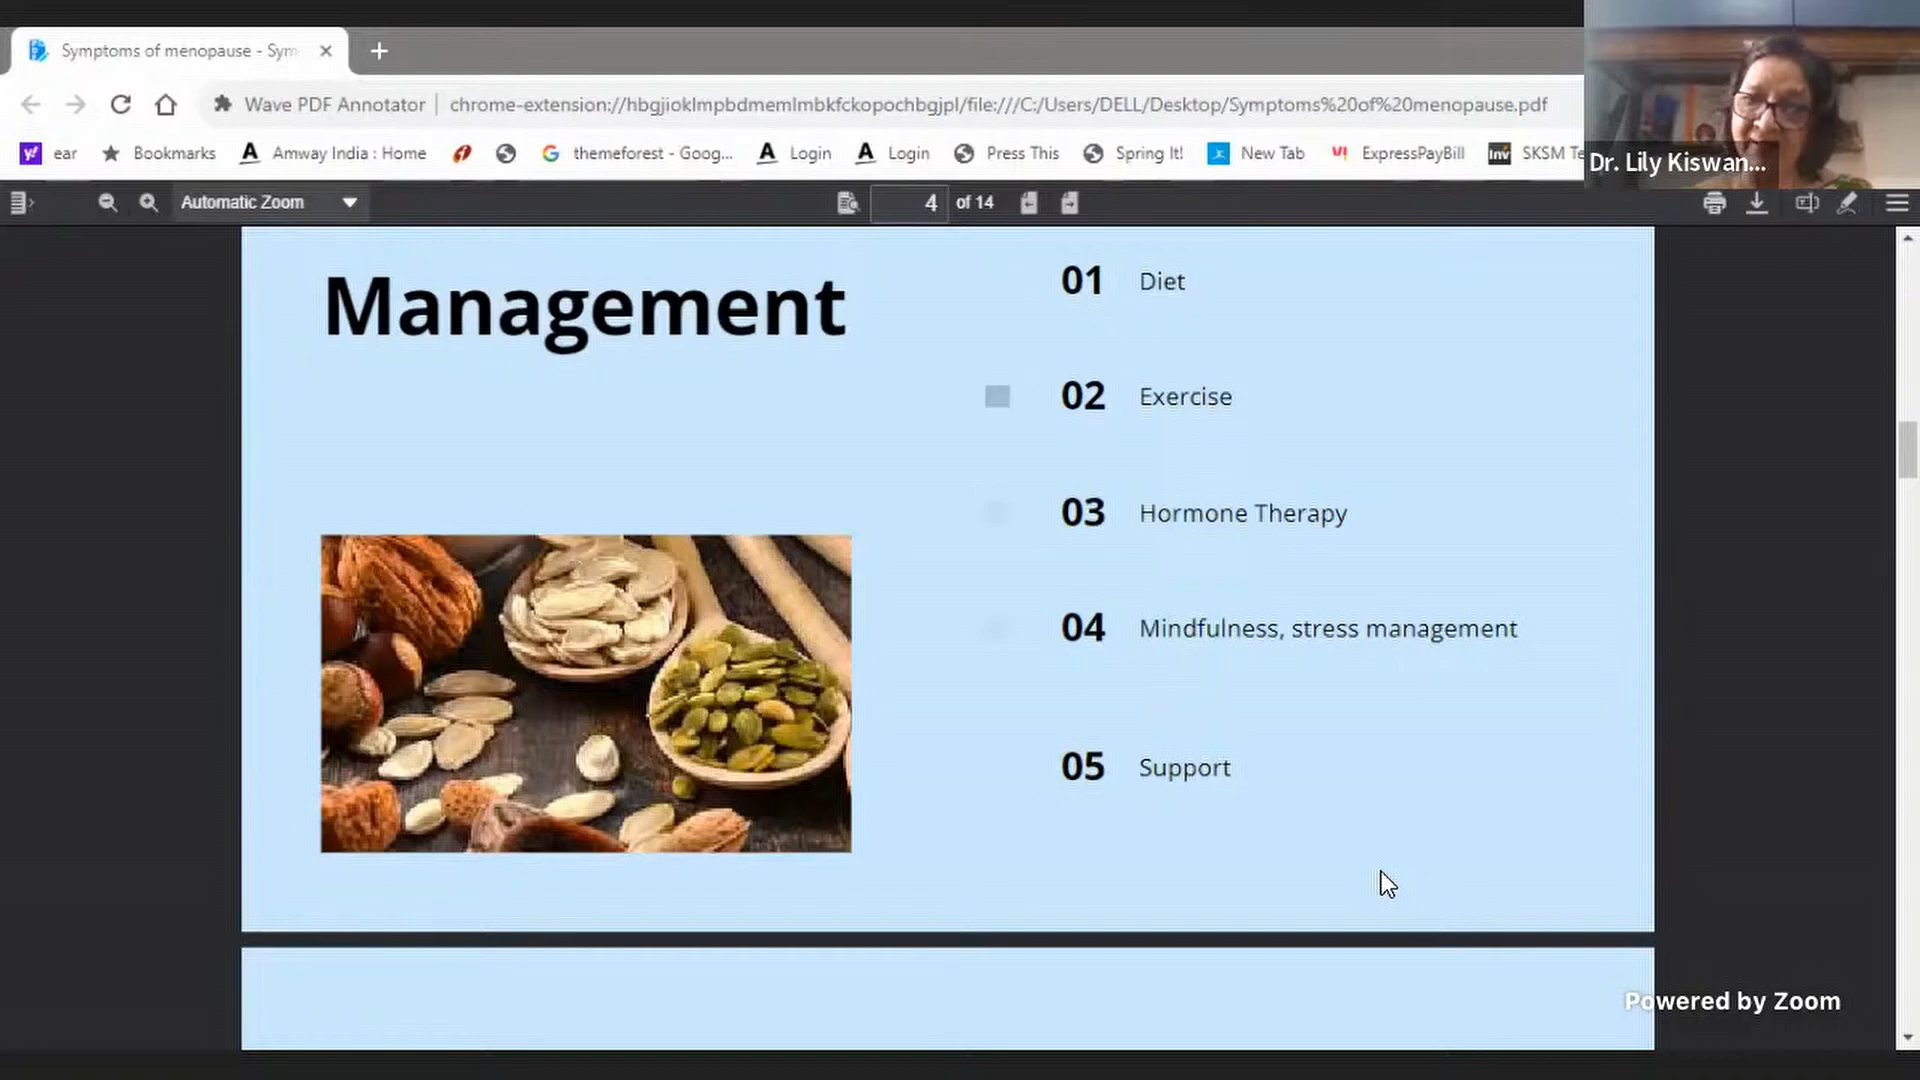 Symptoms of menopause - Sym
Wave PDF Annotator
chrome-extension://hbgjioklmpbdmemlmbkfckopochbgjpl/file:///C:/Users/DELL/Desktop/Symptoms%20of%20menopause.pdf
y! ear Bookmarks A Amway India : Home G themeforest - Goog... A Login A Login Press This Spring It! New Tab V! ExpressPayBill Inv SKSM Te
Dr. Lily Kiswan...
Automatic Zoom 4 of 14
Management
01 Diet
02 Exercise
03 Hormone Therapy
04 Mindfulness, stress management
05 Support
Powered by Zoom